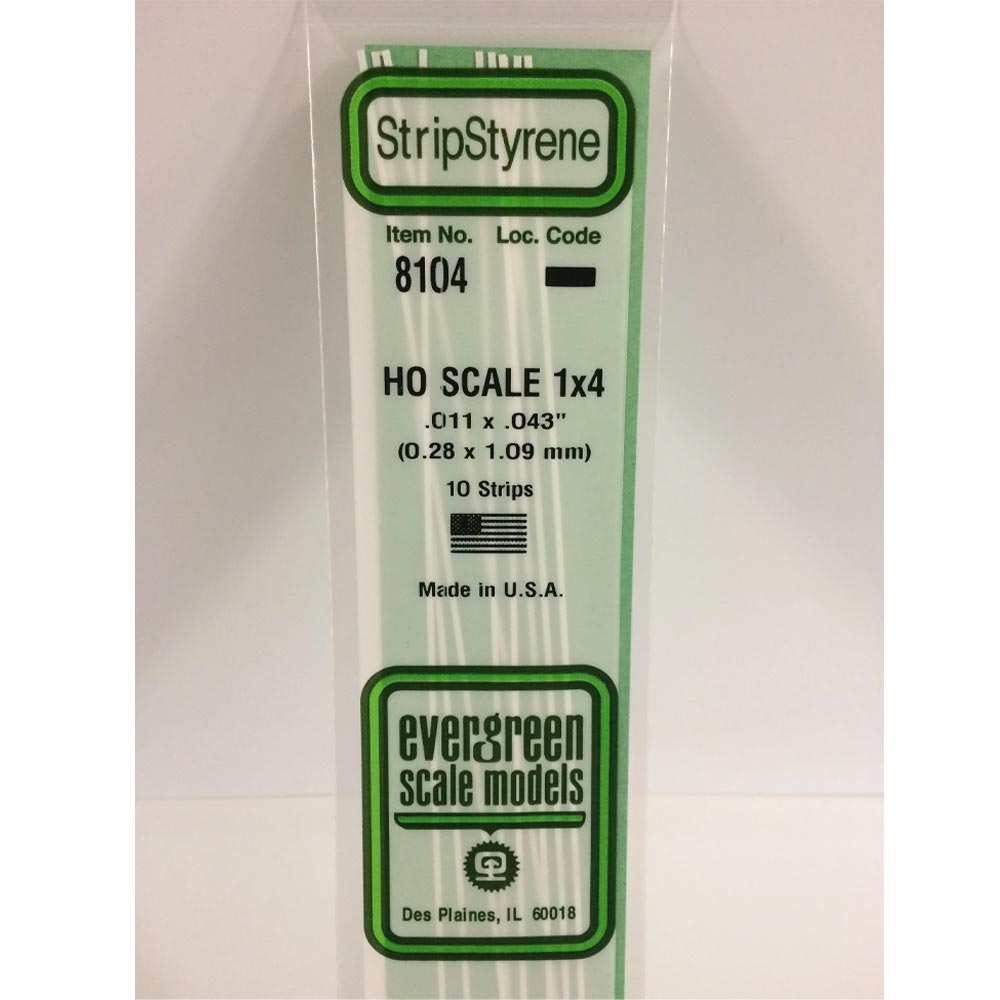 StripStyrene
Item No. Loc. Code
8104
HO SCALE 1x4
.011 x .043"
(0.28 x 1.09 mm)
10 Strips
Made in U.S.A.
evergreen
scale models
Des Plaines, IL 60018